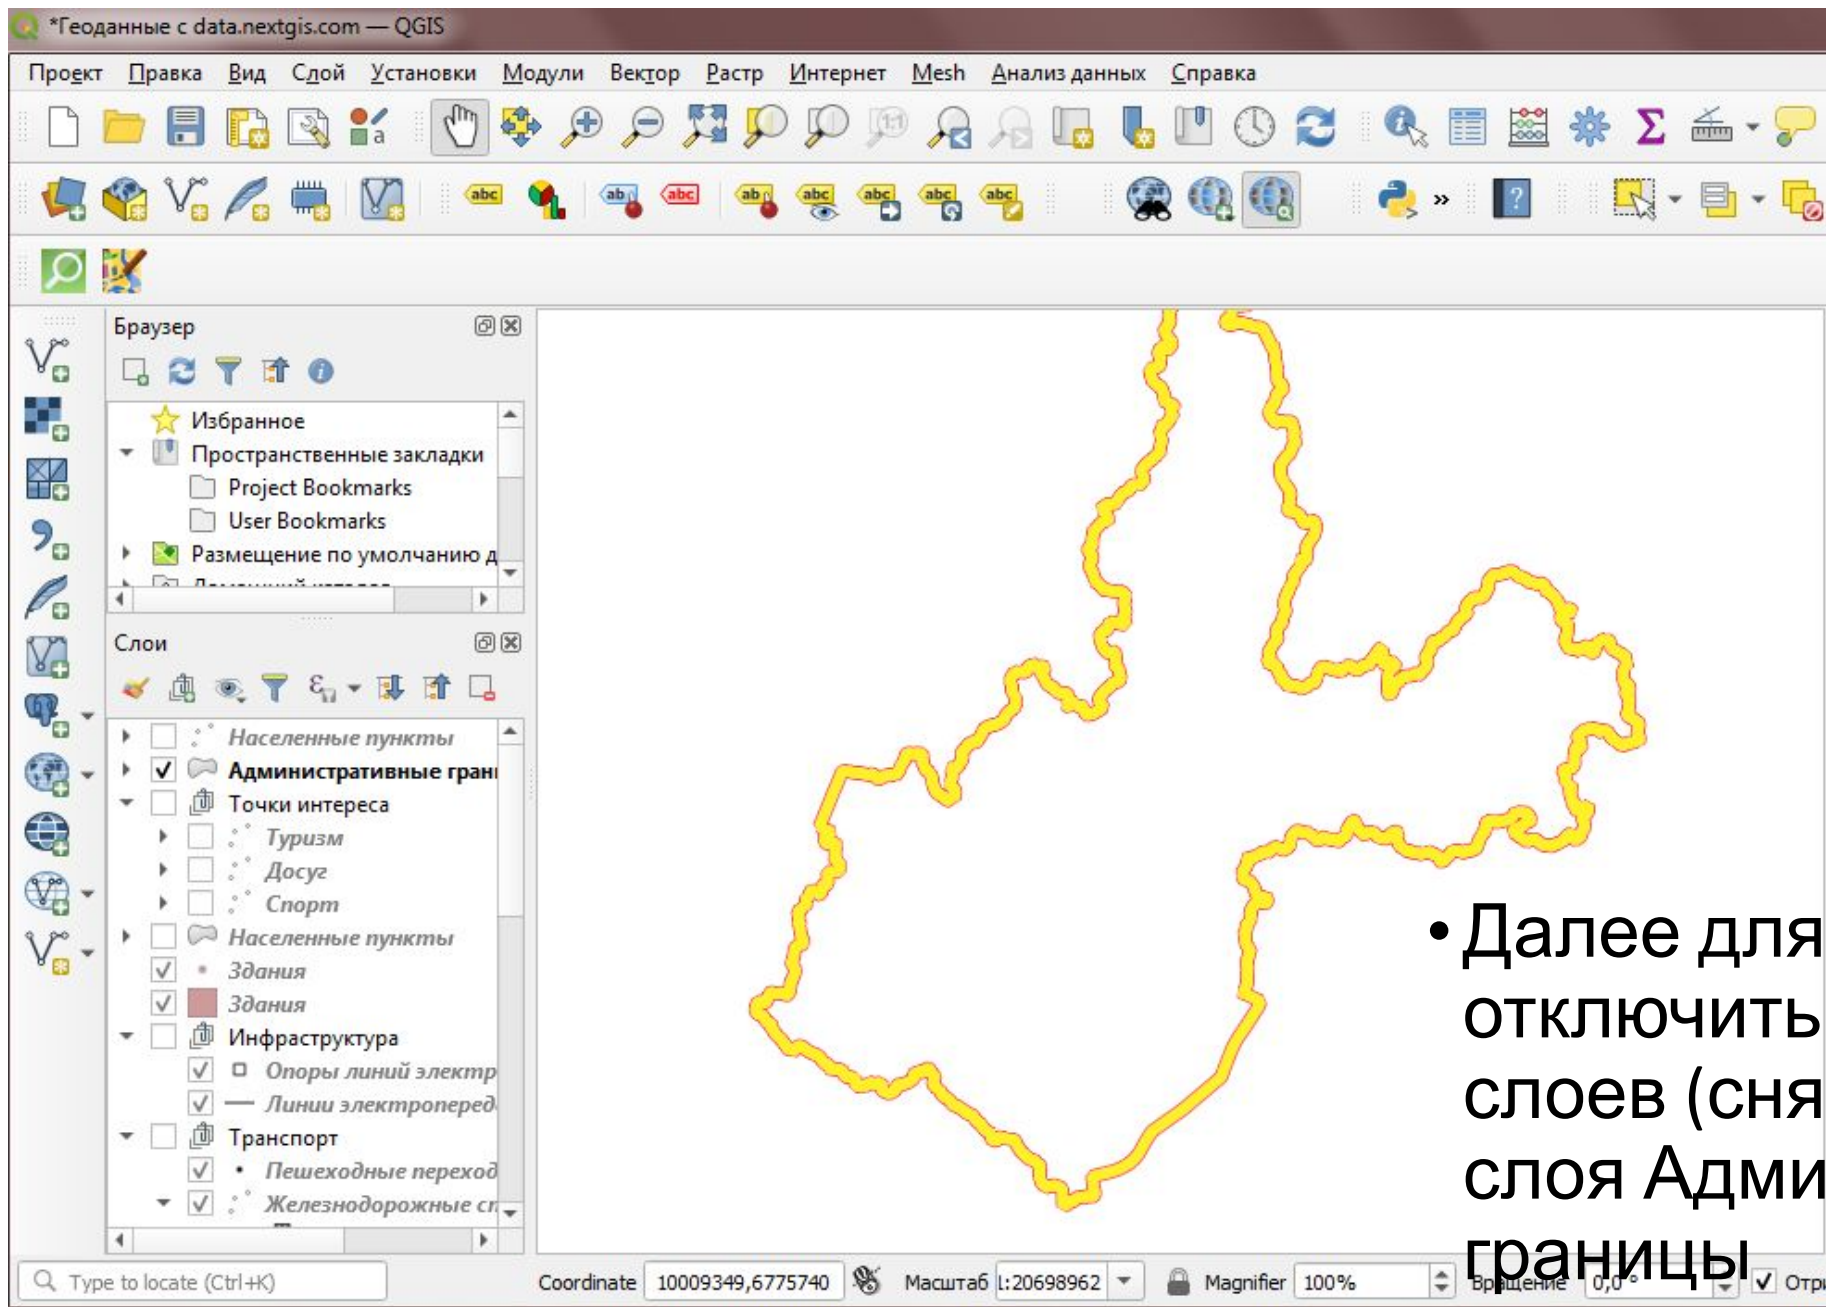 *Геоданные с data.nextgis.com — QGIS
Проект Правка Вид Слой Установки Модули Вектор Растр Интернет Mesh Анализ данных Справка
Браузер
Избранное
Пространственные закладки
Project Bookmarks
User Bookmarks
Размещение по умолчанию д
Слои
Населенные пункты
Административные гран
Точки интереса
Туризм
Досуг
Спорт
Населенные пункты
Здания
Здания
Инфраструктура
Опоры линий электр
Линии электроперед
Транспорт
Пешеходные переход
Железнодорожные ст
• Далее для
отключить
слоев (сня
слоя Адми
границы
Type to locate (Ctrl+K) Coordinate 10009349,6775740 Масштаб 1:20698962 Magnifier 100% Вращение 0,0 ° Отри